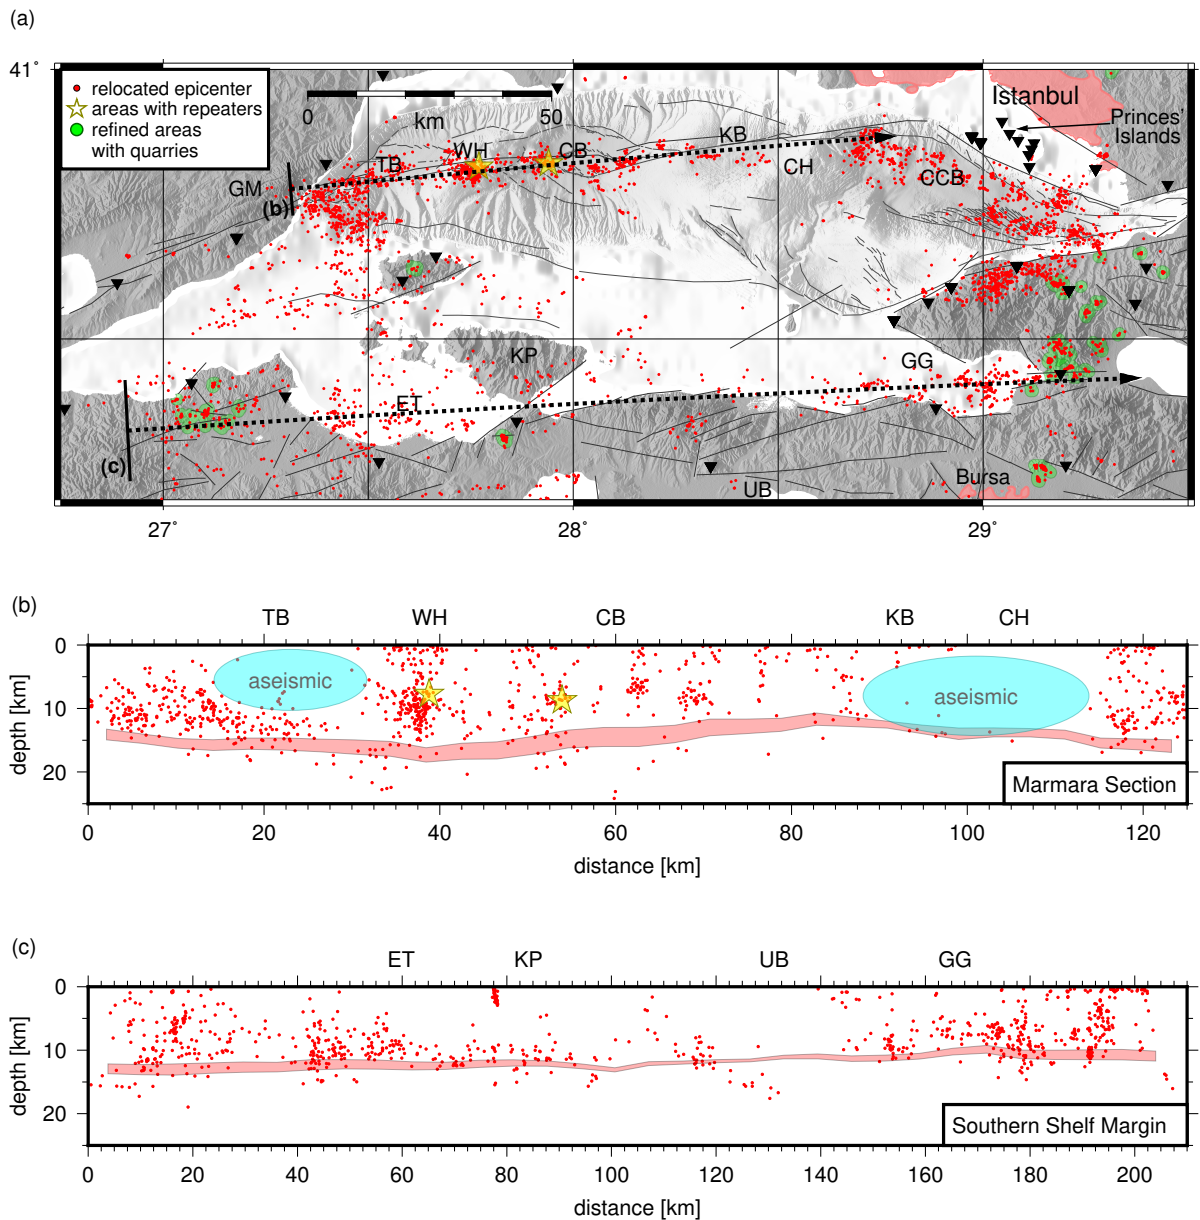 (a)
41°
relocated epicenter
areas with repeaters
refined areas
with quarries
0
50
km
Istanbul
Princes'
Islands
KB
TB
WH
CB
CH
CCB
GM
(b)
KP
GG
ET
(c)
Bursa
UB
27°
28°
29°
(b)
TB
WH
CB
KB
CH
0
10
20
depth [km]
aseismic
aseismic
Marmara Section
0
20
40
60
80
100
120
distance [km]
(c)
ET
KP
UB
GG
0
10
20
depth [km]
Southern Shelf Margin
0
20
40
60
80
100
120
140
160
180
200
distance [km]